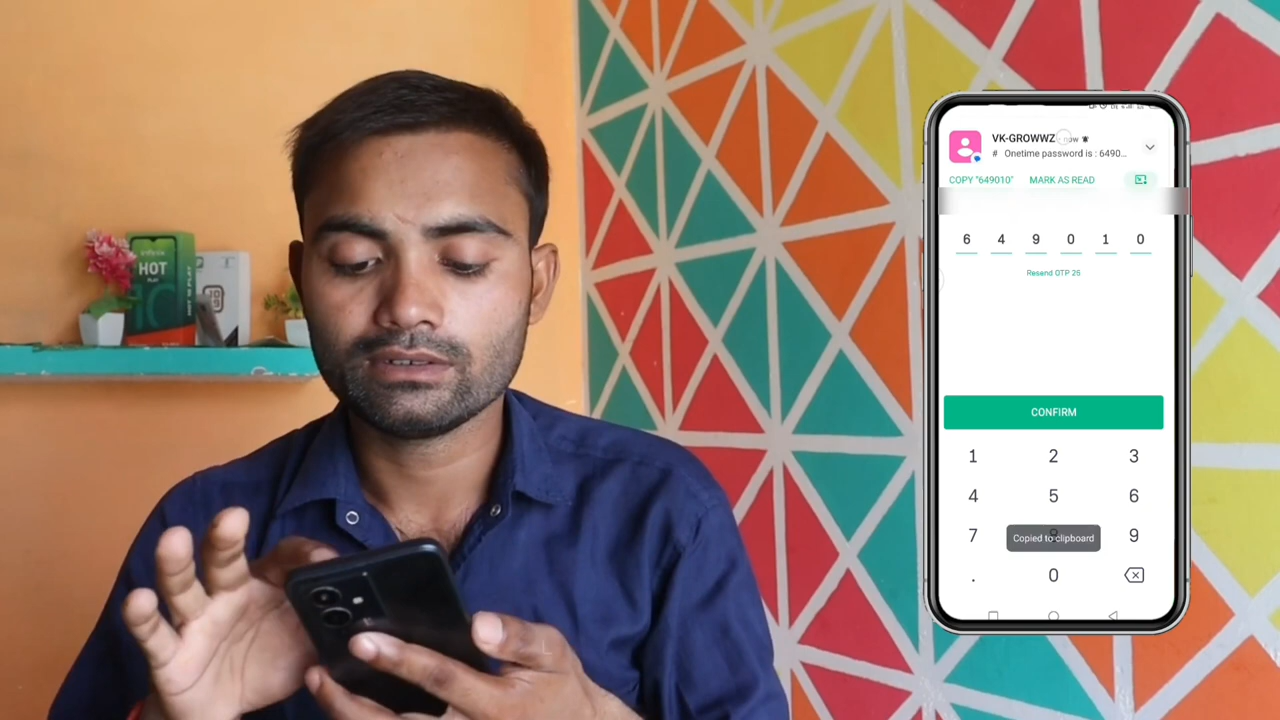 HOT
VK-GROWWZ now
# Onetime password is : 6490...
COPY "649010" MARK AS READ
6 4 9 0 1 0
Resend OTP 26
CONFIRM
1 2 3
4 5 6
7 9
Copied to clipboard
. 0